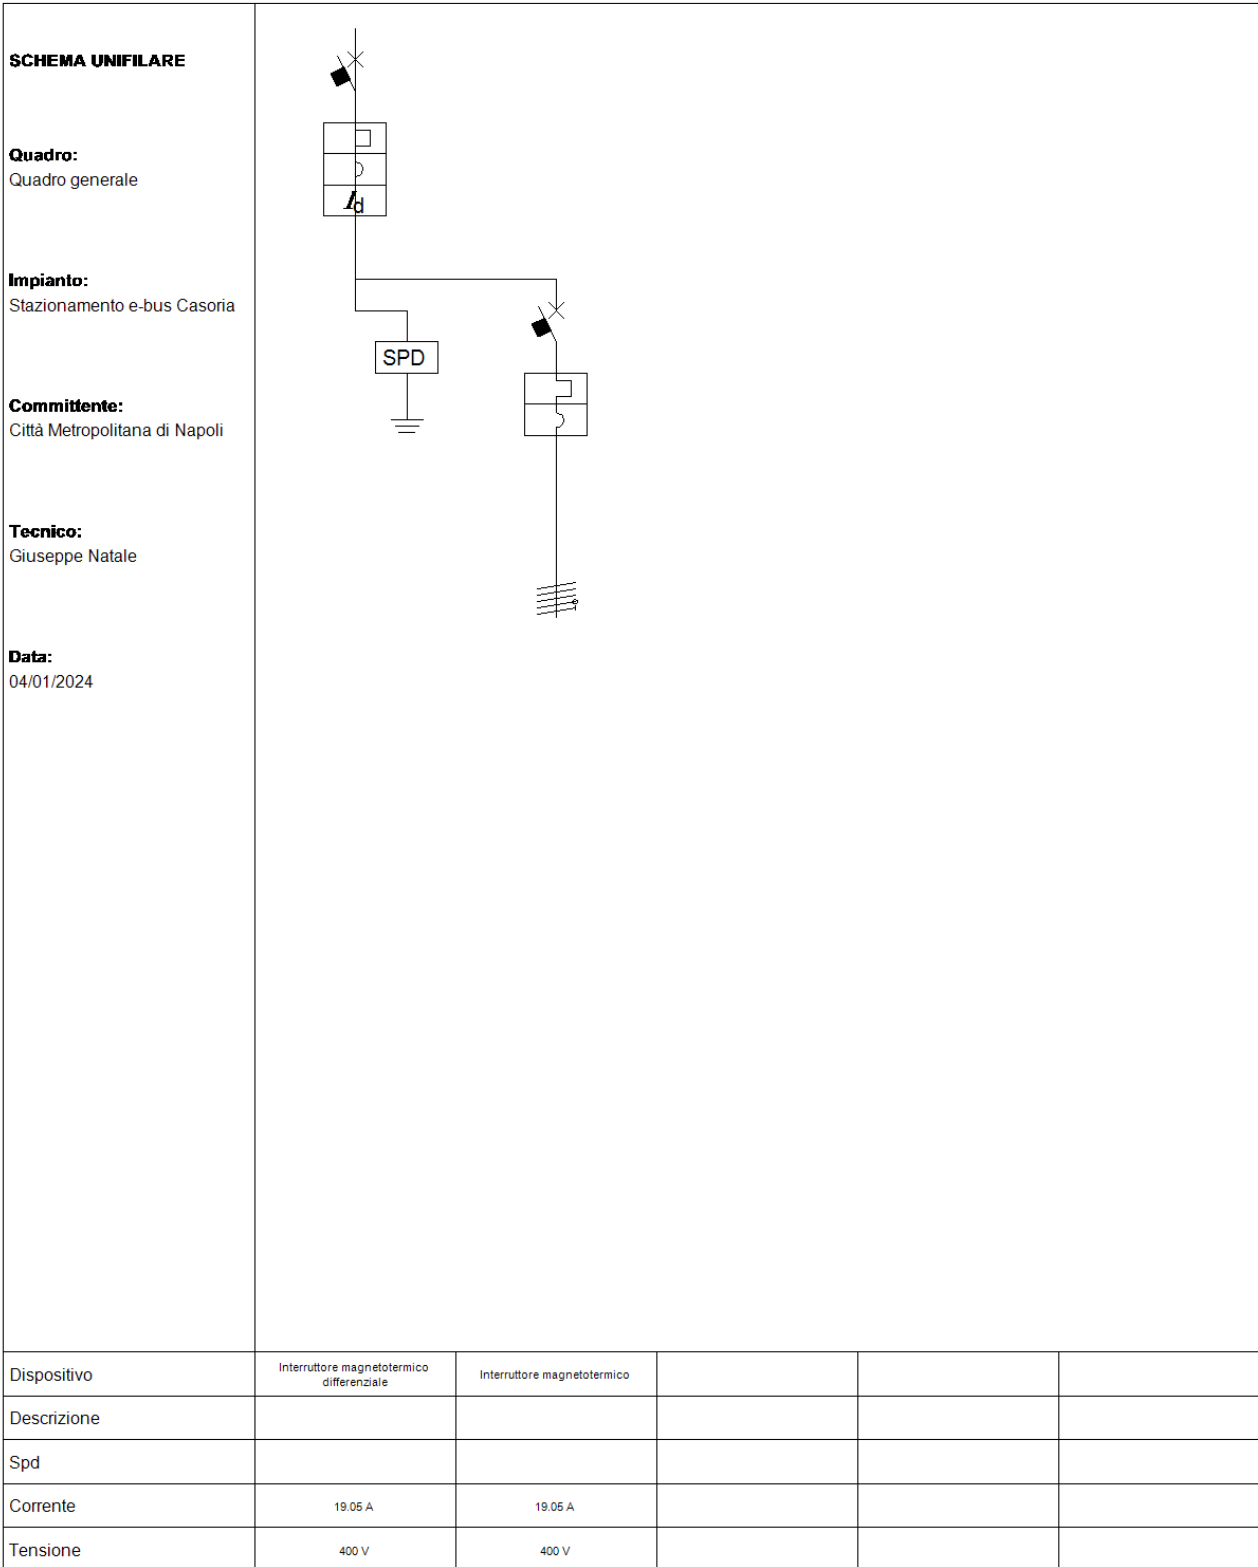 SCHEMA UNIFILARE
Quadro:
Quadro generale
Impianto:
Stazionamento e-bus Casoria
Committente:
Città Metropolitana di Napoli
Tecnico:
Giuseppe Natale
Data:
04/01/2024
Id
SPD
Dispositivo
Interruttore magnetotermico
differenziale
Interruttore magnetotermico
Descrizione
Spd
Corrente
19.05 A
19.05 A
Tensione
400 V
400 V